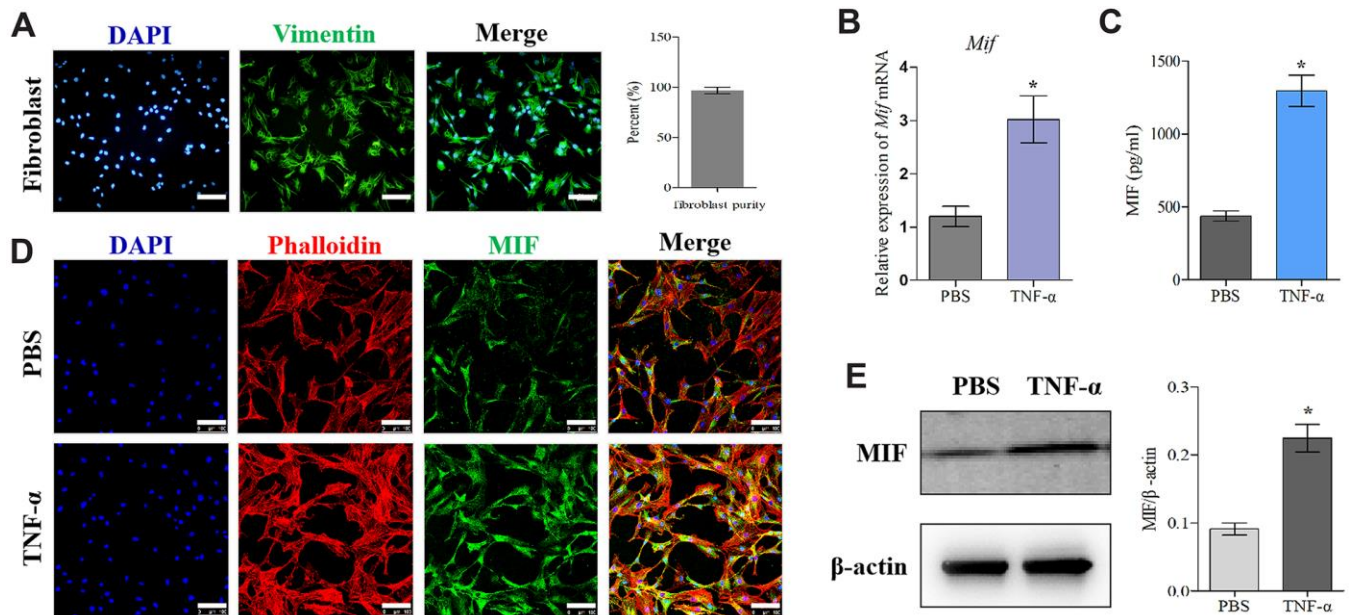 A
DAPI
Vimentin
Merge
Fibroblast
150
100
50
0
Percent (%)
fibroblast purity
B
Mif
Relative expression of Mif mRNA
4
3
2
1
0
*
PBS
TNF-α
C
MIF (pg/ml)
1500
1000
500
0
*
PBS
TNF-α
D
DAPI
Phalloidin
MIF
Merge
PBS
TNF-α
E
PBS
TNF-α
MIF
β-actin
MIF/β-actin
0.3
0.2
0.1
0.0
*
PBS
TNF-α